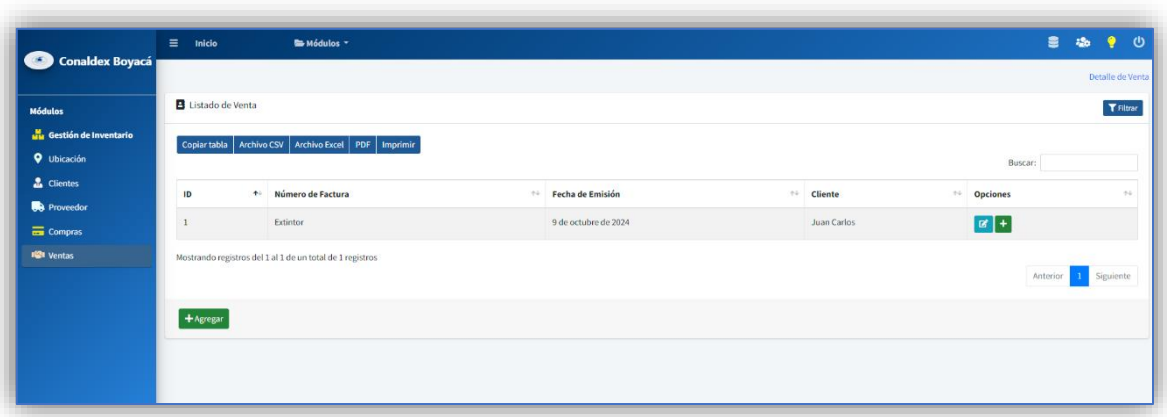 Conaldex Boyacá
Inicio Módulos
Detalle de Venta
Módulos
Gestión de Inventario
Ubicación
Clientes
Proveedor
Compras
Ventas
Listado de Venta
Filtrar
Copiar tabla Archivo CSV Archivo Excel PDF Imprimir
Buscar:
ID Número de Factura Fecha de Emisión Cliente Opciones
1 Extintor 9 de octubre de 2024 Juan Carlos
Mostrando registros del 1 al 1 de un total de 1 registros
Anterior 1 Siguiente
Agregar